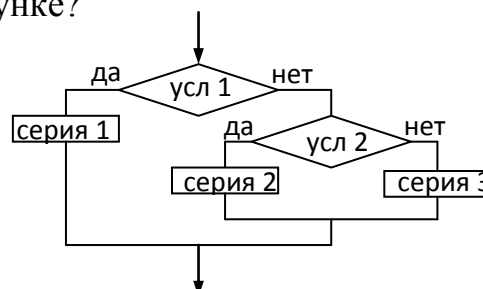 унке?
да усл 1 нет
серия 1
да усл 2 нет
серия 2 серия 3